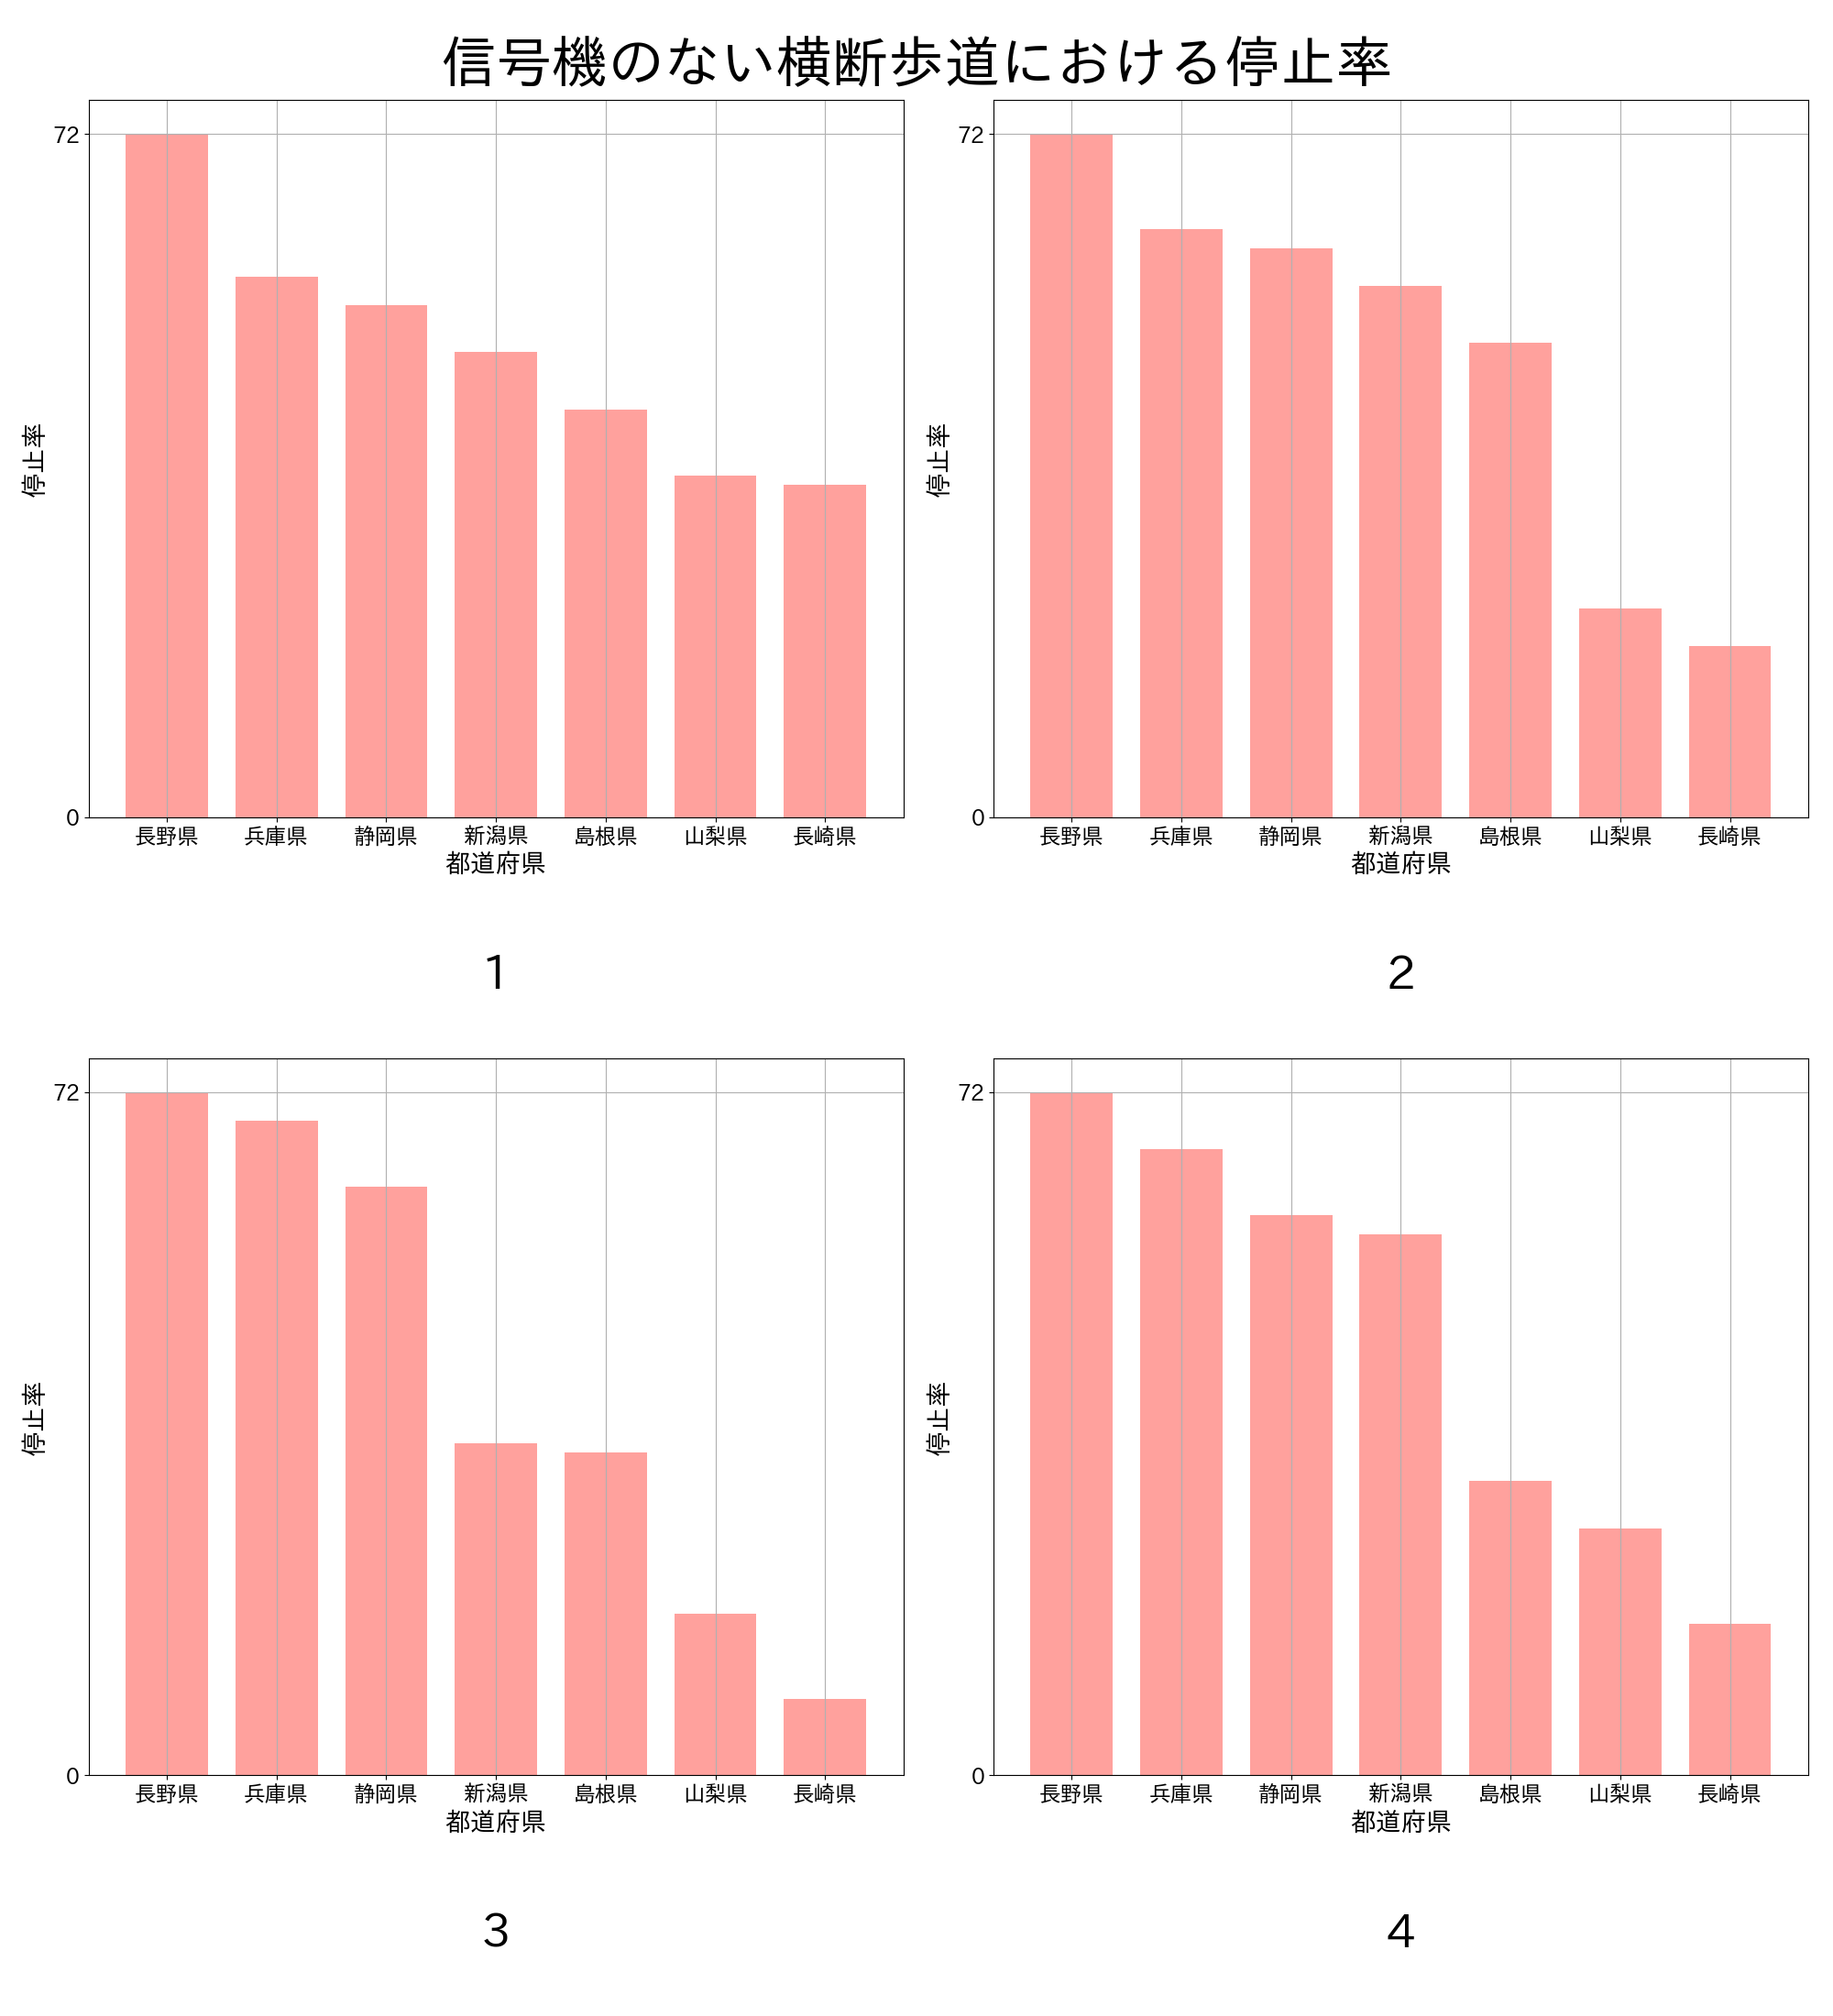 信号機のない横断歩道における停止率
72
0
停止率
長野県 兵庫県 静岡県 新潟県 島根県 山梨県 長崎県
都道府県
1
72
0
停止率
長野県 兵庫県 静岡県 新潟県 島根県 山梨県 長崎県
都道府県
2
72
0
停止率
長野県 兵庫県 静岡県 新潟県 島根県 山梨県 長崎県
都道府県
3
72
0
停止率
長野県 兵庫県 静岡県 新潟県 島根県 山梨県 長崎県
都道府県
4